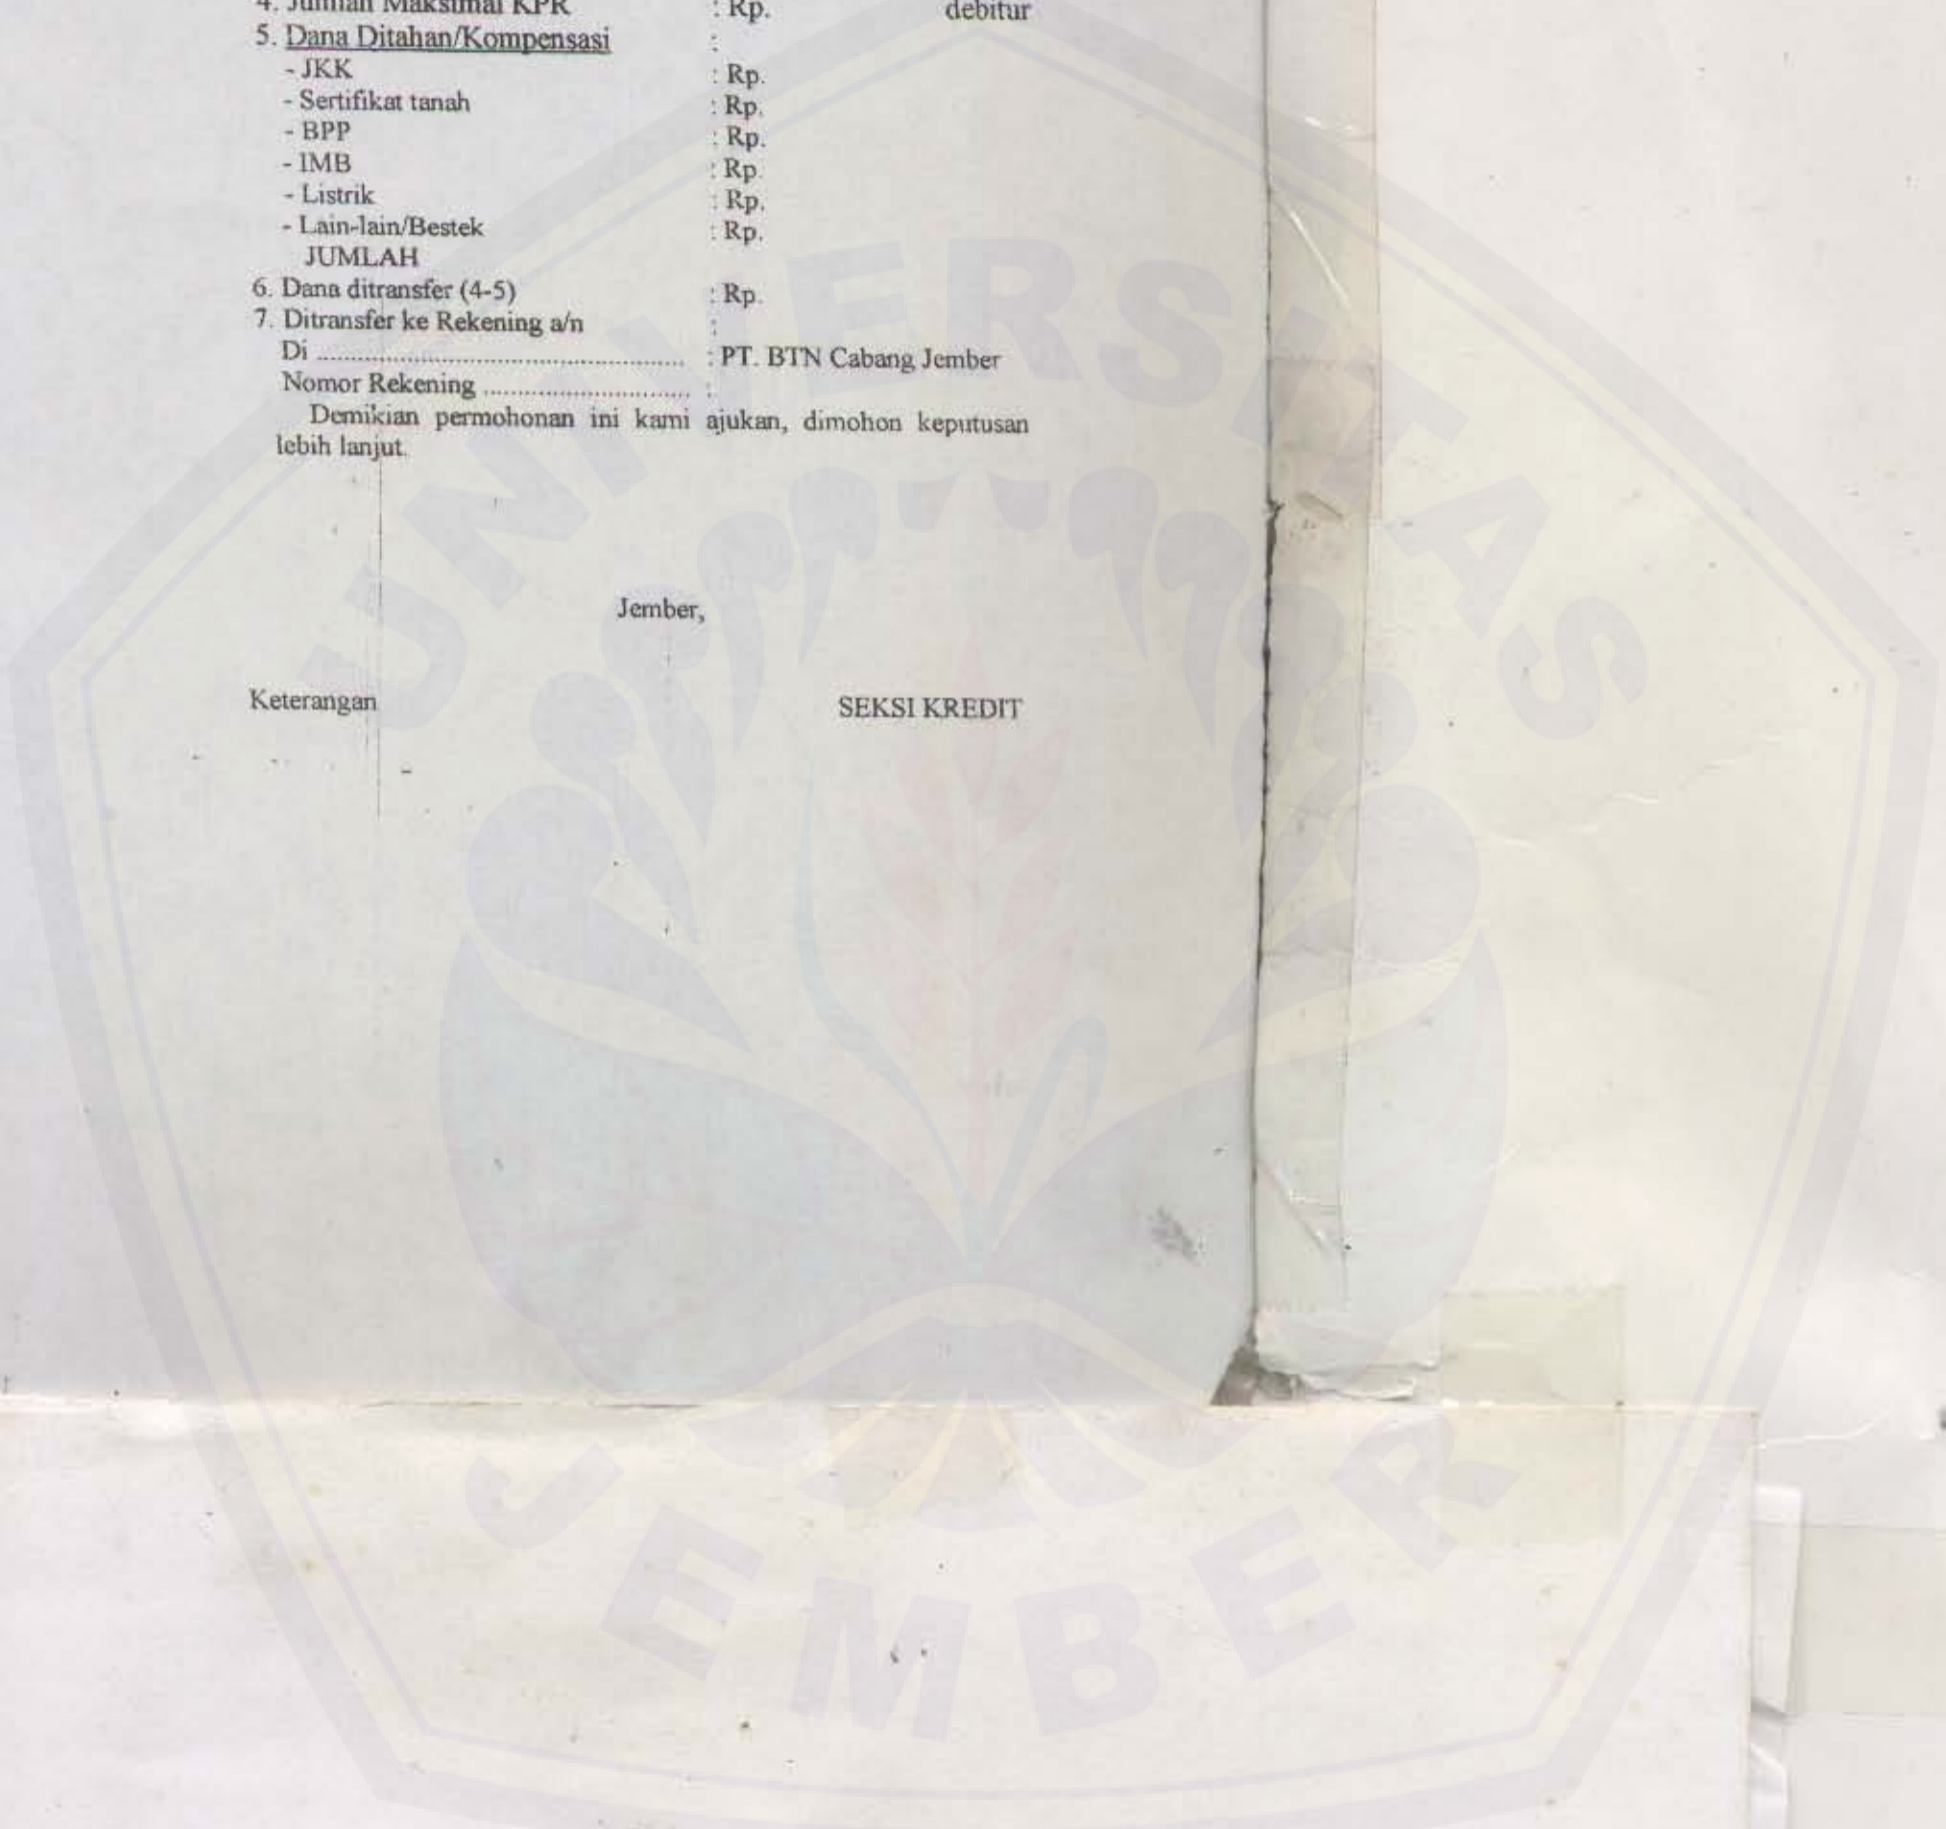 4. Jumlah Maksimal KPR : Rp. debitur
5. Dana Ditahan/Kompensasi :
- JKK : Rp.
- Sertifikat tanah : Rp.
- BPP : Rp.
- IMB : Rp.
- Listrik : Rp.
- Lain-lain/Bestek : Rp.
JUMLAH
6. Dana ditransfer (4-5) : Rp.
7. Ditransfer ke Rekening a/n :
Di ........................................................ : PT. BTN Cabang Jember
Nomor Rekening .............................. :
Demikian permohonan ini kami ajukan, dimohon keputusan
lebih lanjut.
Jember,
Keterangan SEKSI KREDIT
UNIVERSITAS
JEMBER